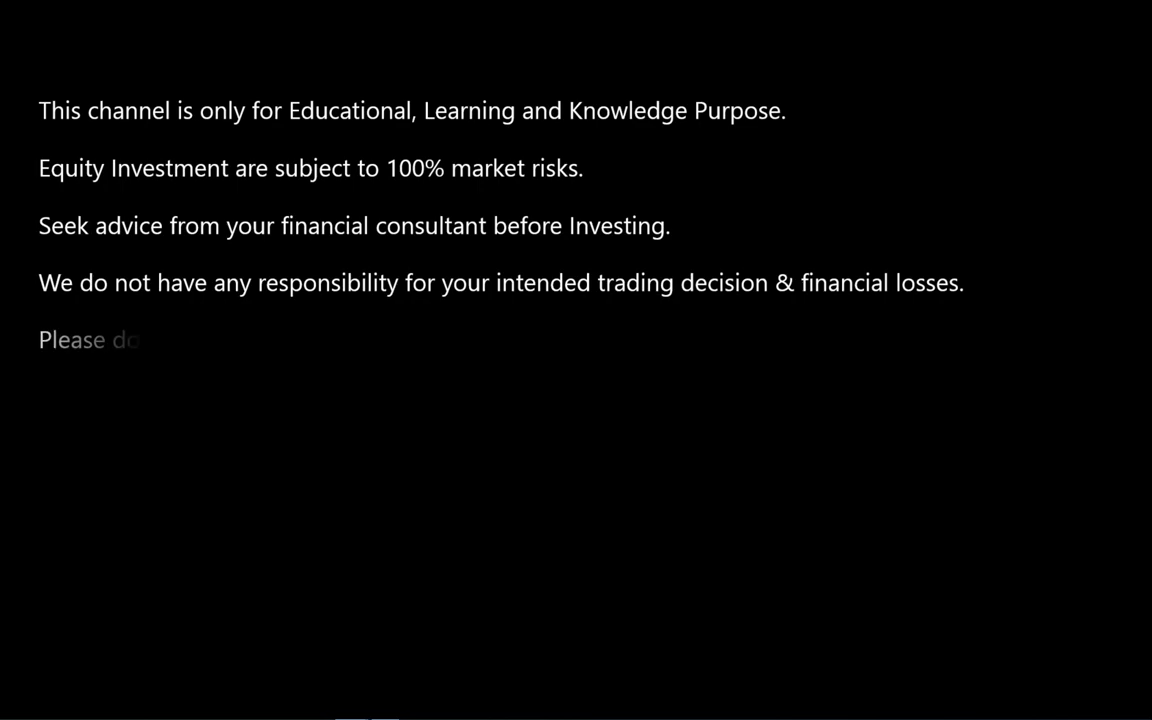 This channel is only for Educational, Learning and Knowledge Purpose.
Equity Investment are subject to 100% market risks.
Seek advice from your financial consultant before Investing.
We do not have any responsibility for your intended trading decision & financial losses.
Please do